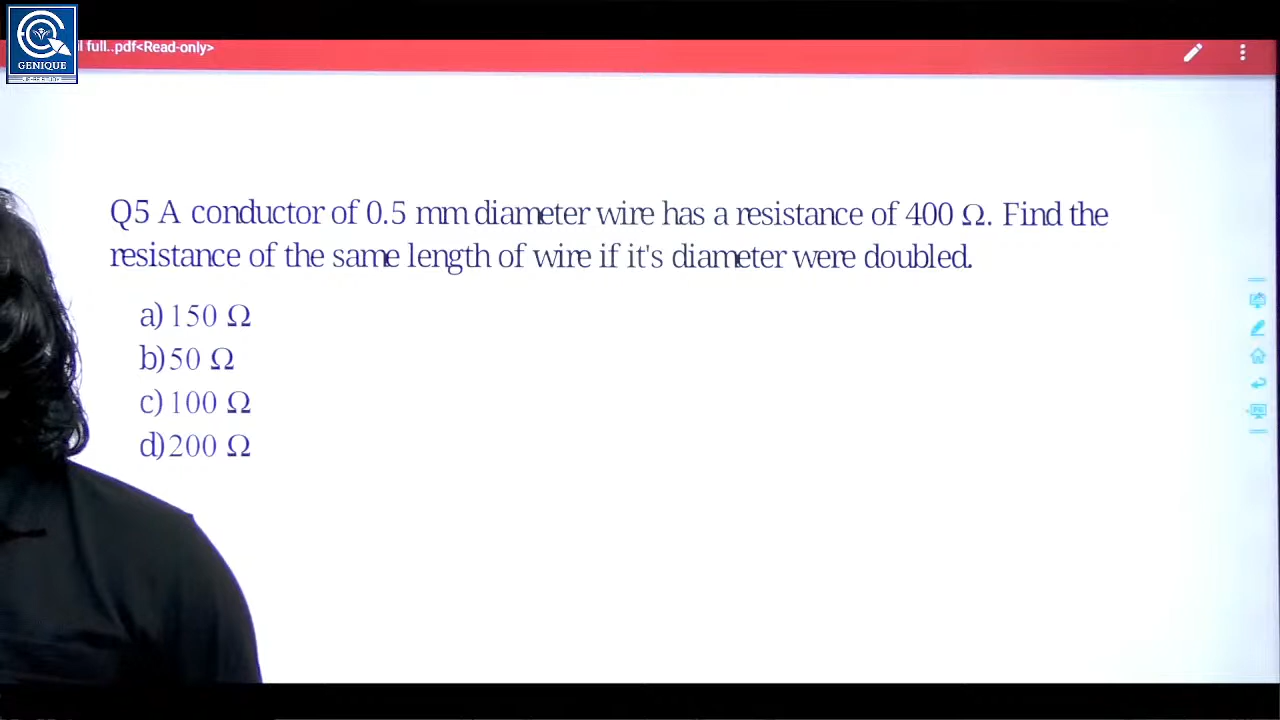 GENIQUE
l full..pdf<Read-only>
Q5 A conductor of 0.5 mm diameter wire has a resistance of 400 Ω. Find the
resistance of the same length of wire if it's diameter were doubled.
a) 150 Ω
b) 50 Ω
c) 100 Ω
d) 200 Ω